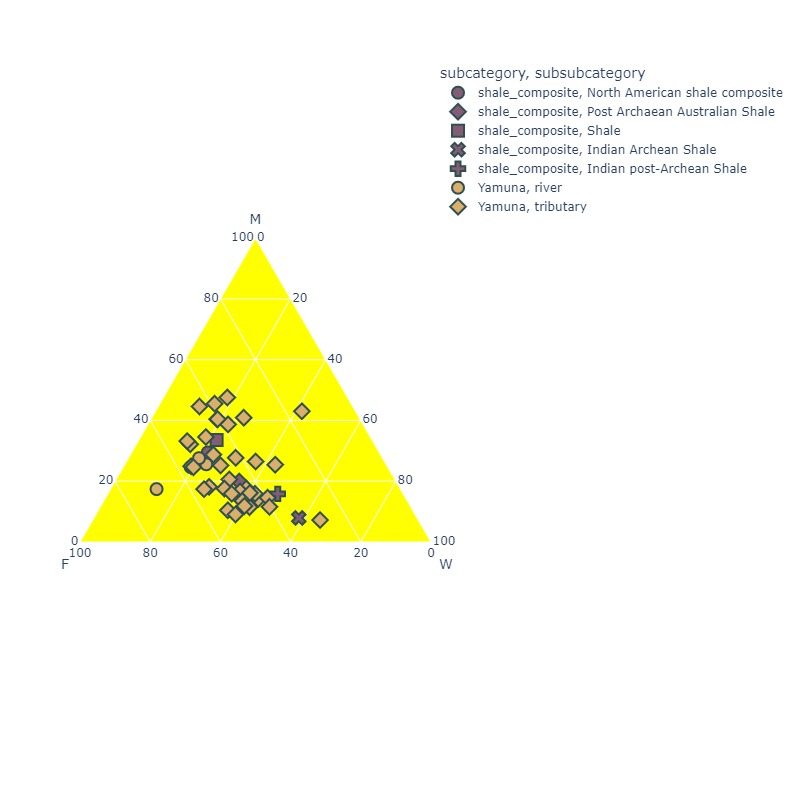 subcategory, subsubcategory
shale_composite, North American shale composite
shale_composite, Post Archaean Australian Shale
shale_composite, Shale
shale_composite, Indian Archean Shale
shale_composite, Indian post-Archean Shale
Yamuna, river
Yamuna, tributary
M
100 0
80 20
60 40
40 60
20 80
0 100
100 80 60 40 20 0
F W